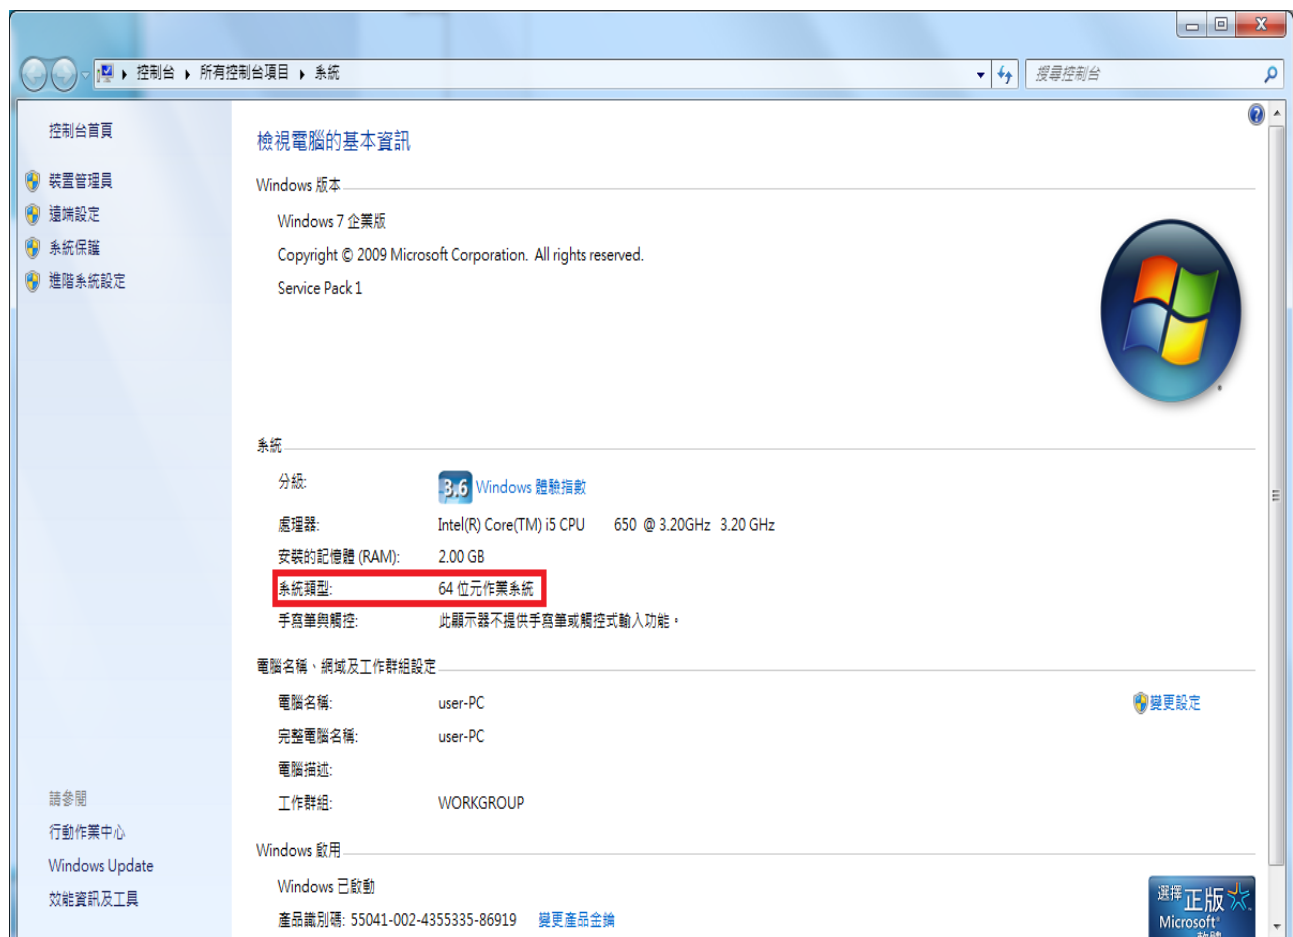 控制台 ▸ 所有控制台項目 ▸ 系統
搜尋控制台
控制台首頁
裝置管理員
遠端設定
系統保護
進階系統設定
請參閱
行動作業中心
Windows Update
效能資訊及工具
檢視電腦的基本資訊
Windows 版本
Windows 7 企業版
Copyright © 2009 Microsoft Corporation. All rights reserved.
Service Pack 1
系統
分級: 3.6 Windows 體驗指數
處理器: Intel(R) Core(TM) i5 CPU 650 @ 3.20GHz 3.20 GHz
安裝的記憶體 (RAM): 2.00 GB
系統類型: 64 位元作業系統
手寫筆與觸控: 此顯示器不提供手寫筆或觸控式輸入功能。
電腦名稱、網域及工作群組設定
電腦名稱: user-PC 變更設定
完整電腦名稱: user-PC
電腦描述:
工作群組: WORKGROUP
Windows 啟用
Windows 已啟動
產品識別碼: 55041-002-4355335-86919 變更產品金鑰
選擇 正版
Microsoft®